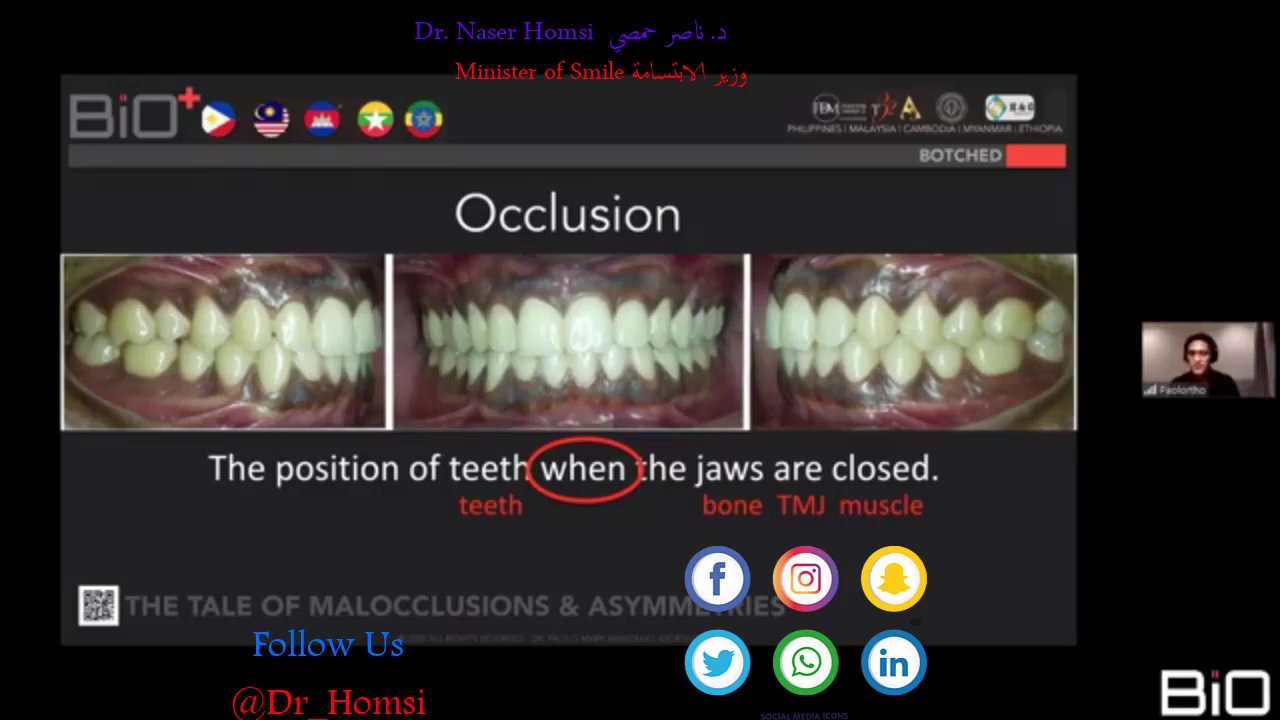 Dr. Naser Homsi د. ناصر حمصي
Minister of Smile وزير الابتسامة
BiO+
PHILIPPINES | MALAYSIA | CAMBODIA | MYANMAR | ETHIOPIA
BOTCHED
Occlusion
The position of teeth when the jaws are closed.
teeth bone TMJ muscle
Paolortho
THE TALE OF MALOCCLUSIONS & ASYMMETRIES
Follow Us
@Dr_Homsi
SOCIAL MEDIA ICONS
BiO